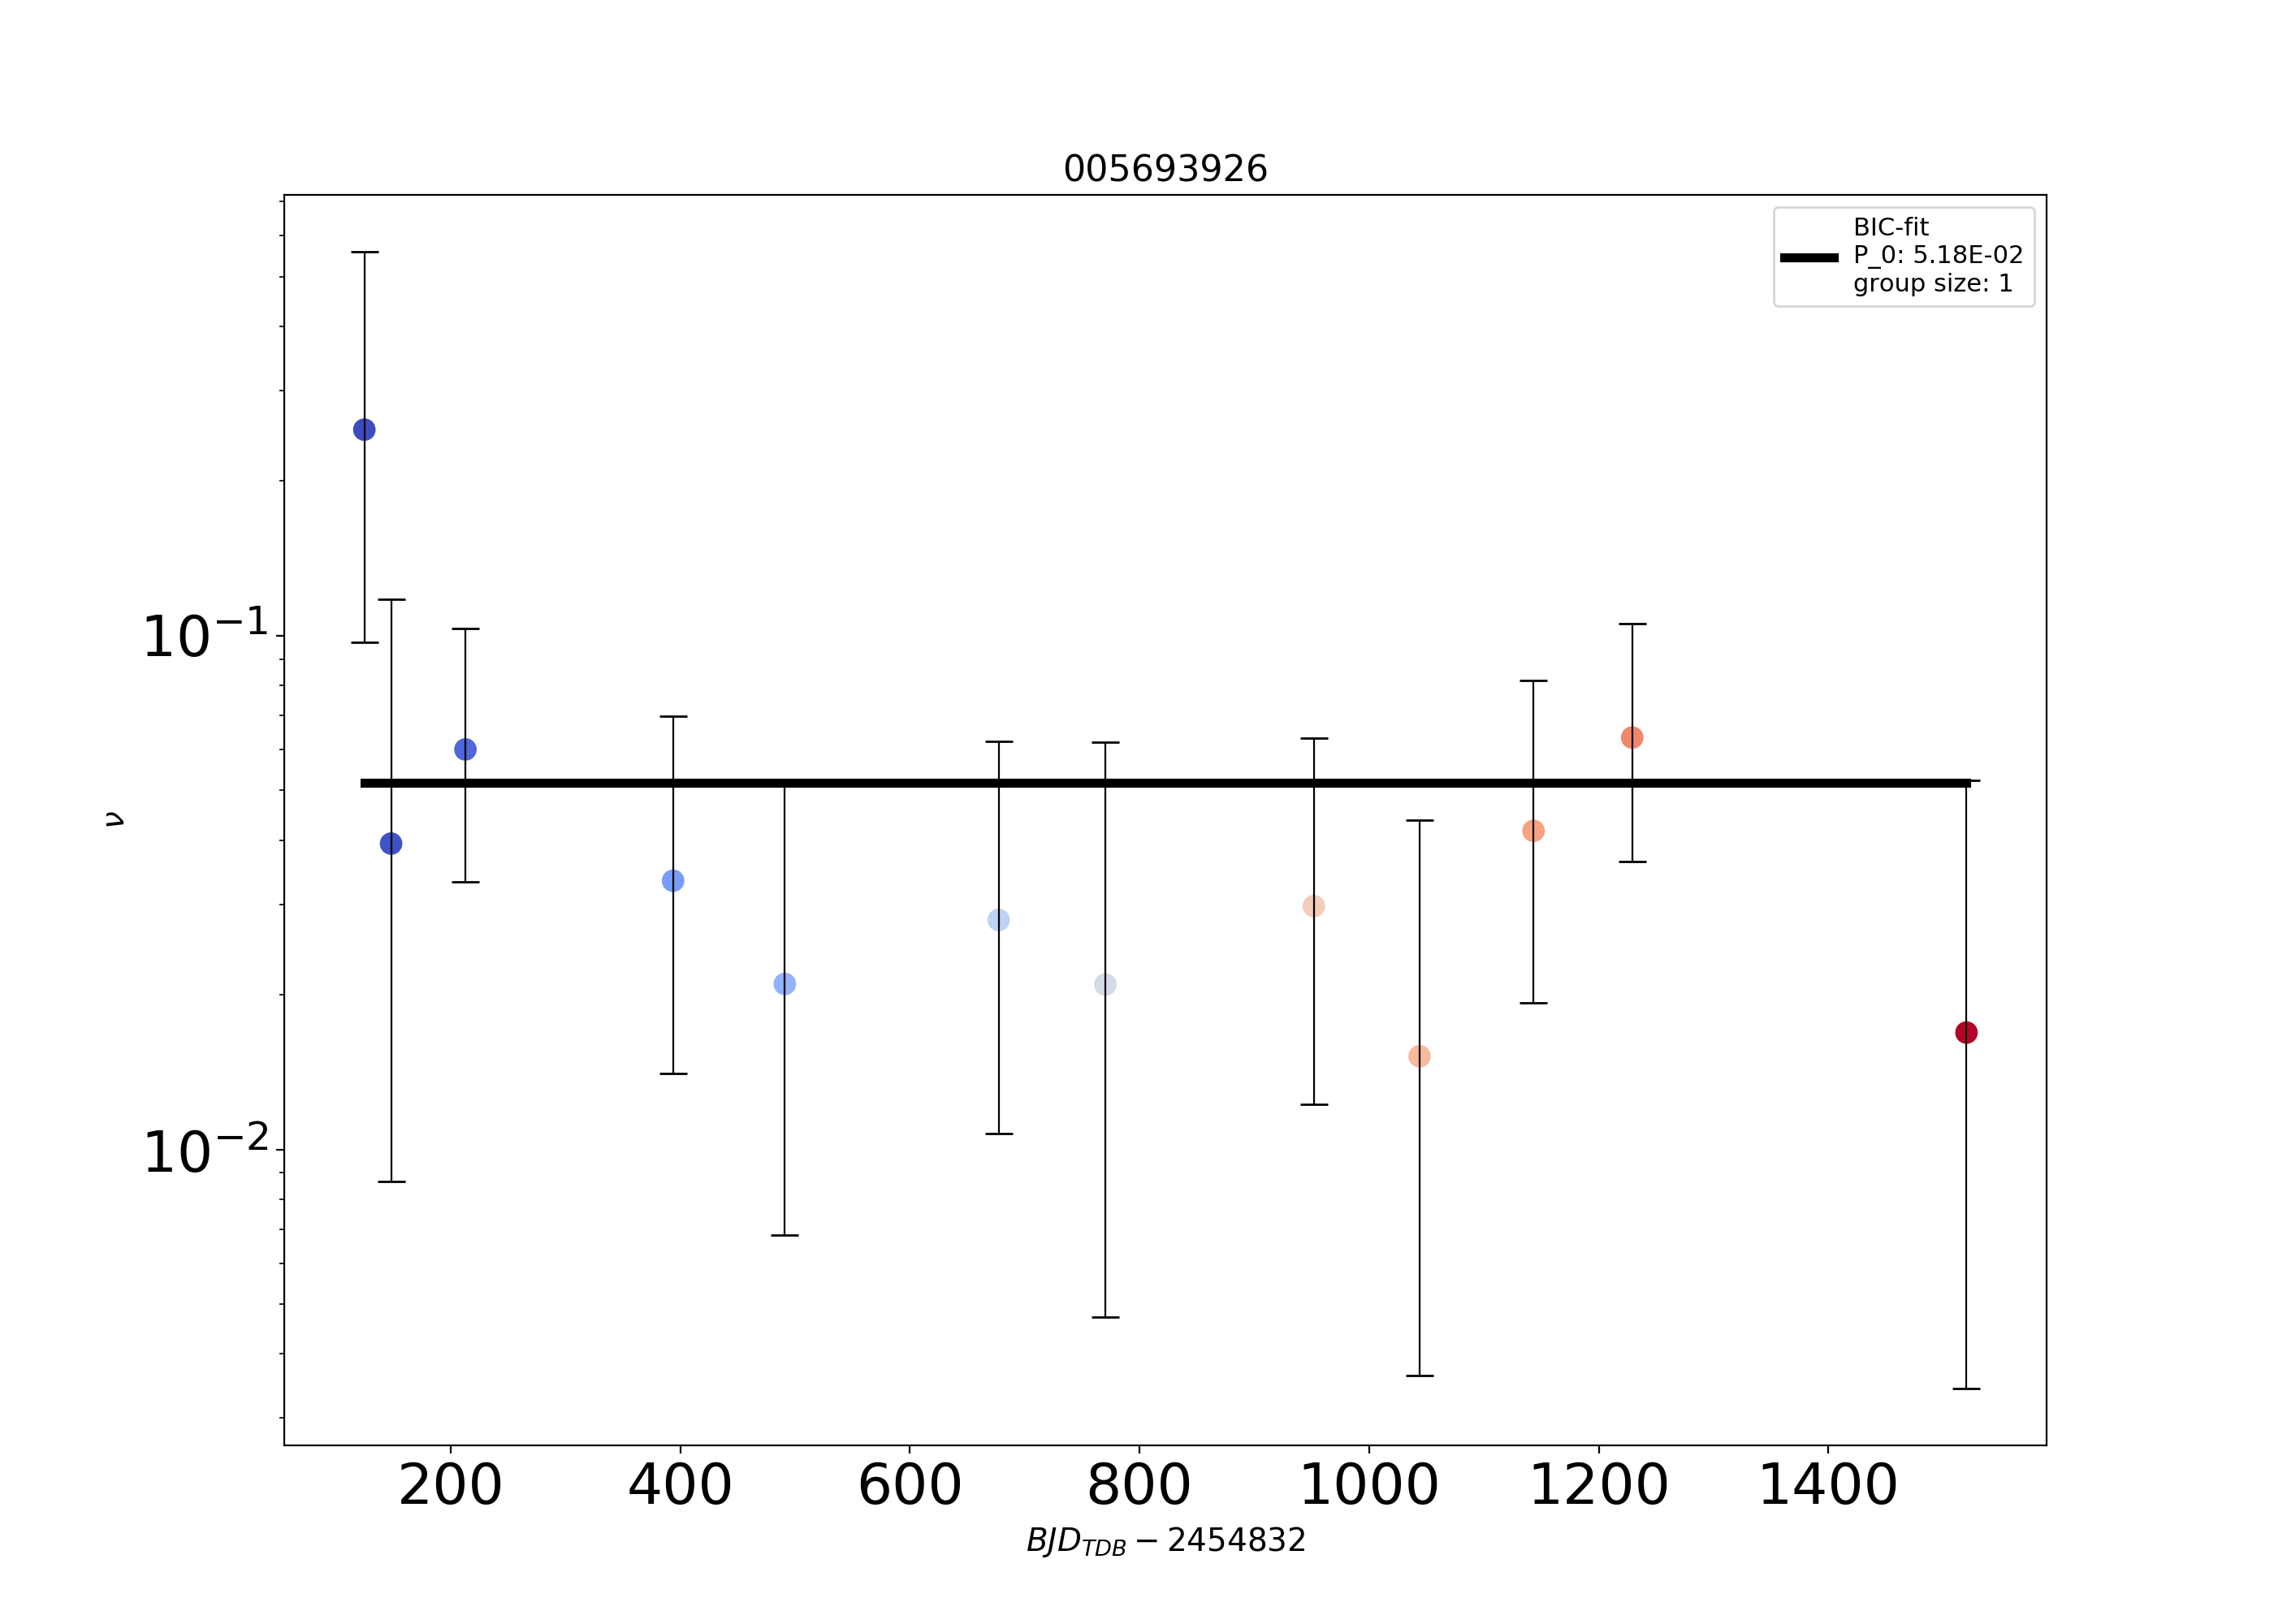 005693926
BIC-fit
P_0: 5.18E-02
group size: 1
10⁻¹
10⁻²
ν
200 400 600 800 1000 1200 1400
BJD_TDB − 2454832